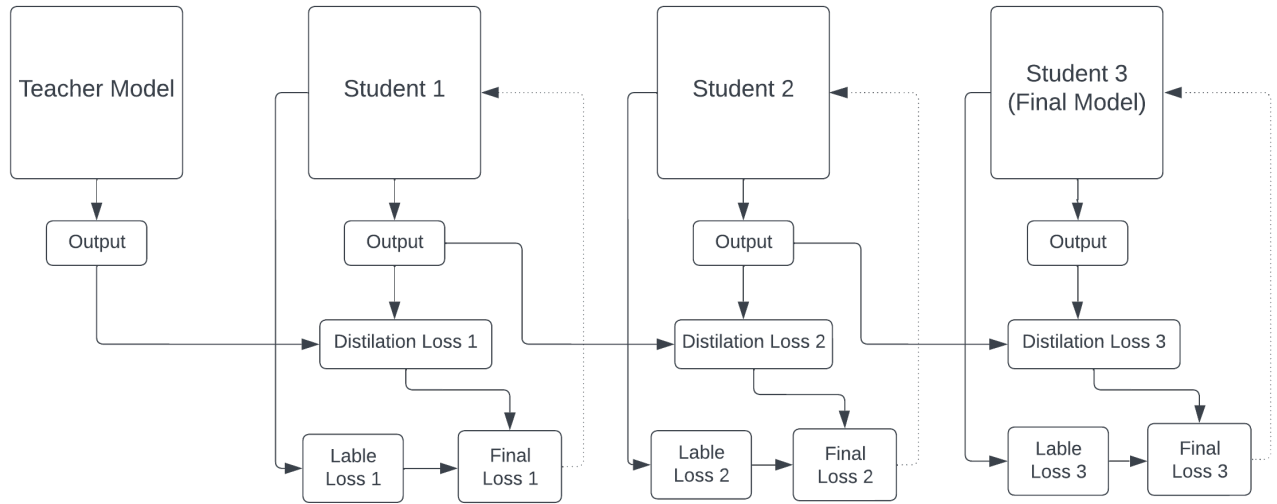 Teacher Model
Student 1
Student 2
Student 3
(Final Model)
Output
Output
Output
Output
Distilation Loss 1
Distilation Loss 2
Distilation Loss 3
Lable
Loss 1
Final
Loss 1
Lable
Loss 2
Final
Loss 2
Lable
Loss 3
Final
Loss 3